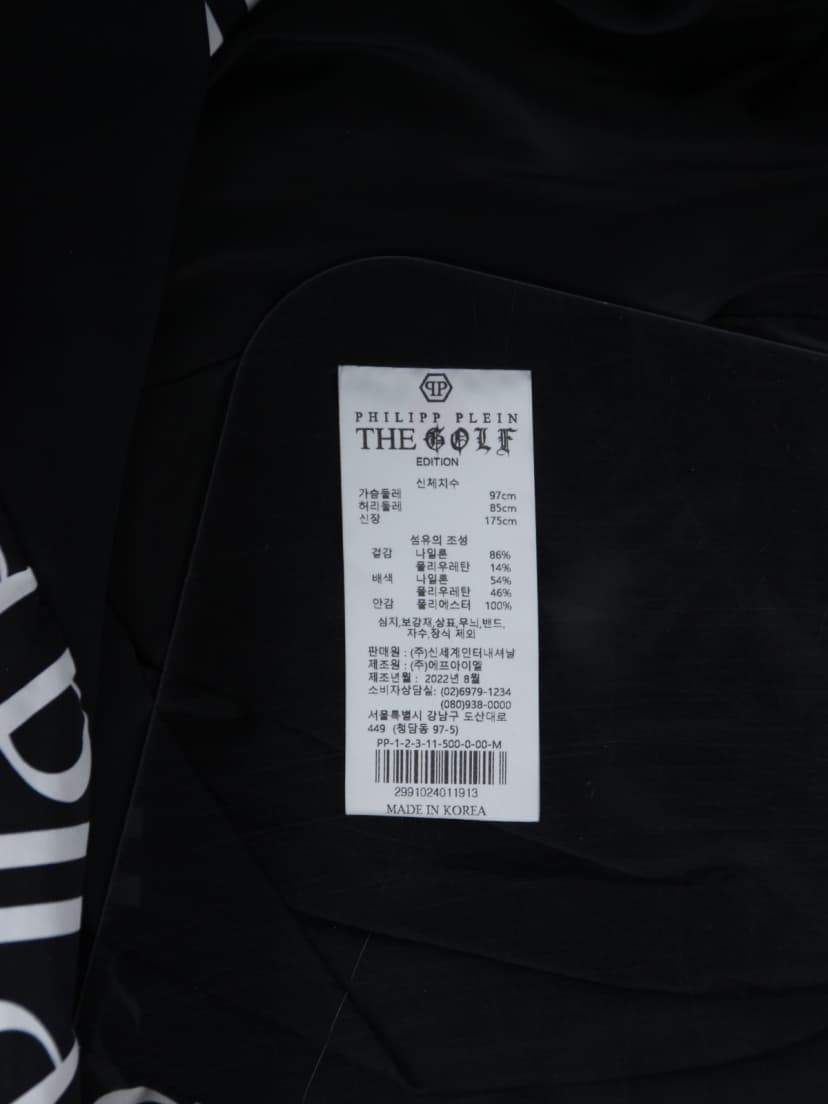 PHILIPP PLEIN
THE GOLF
EDITION
신체치수
가슴둘레 97cm
허리둘레 85cm
신장 175cm
섬유의 조성
겉감 나일론 86%
폴리우레탄 14%
배색 나일론 54%
폴리우레탄 46%
안감 폴리에스터 100%
심지,보강재,상표,무늬,밴드,
자수,장식 제외
판매원 : (주)신세계인터내셔날
제조원 : (주)에프아이엘
제조년월 : 2022년 8월
소비자상담실: (02)6979-1234
(080)938-0000
서울특별시 강남구 도산대로
449 (청담동 97-5)
PP-1-2-3-11-500-0-00-M
2991024011913
MADE IN KOREA